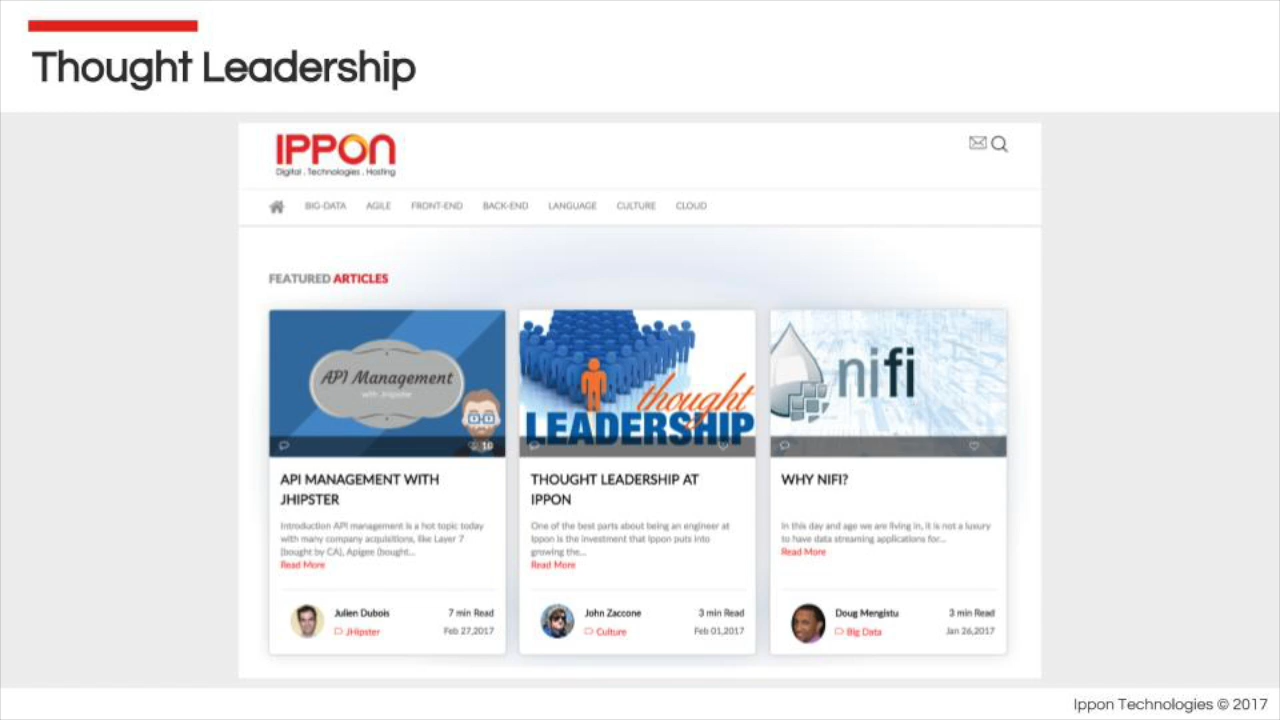 Thought Leadership
IPPON
Digital . Technologies . Hosting
BIG-DATA AGILE FRONT-END BACK-END LANGUAGE CULTURE CLOUD
FEATURED ARTICLES
API Management
with JHipster
10
API MANAGEMENT WITH
JHIPSTER
Introduction API management is a hot topic today
with many company acquisitions, like Layer 7
(bought by CA), Apigee (bought...
Read More
Julien Dubois 7 min Read
JHipster Feb 27,2017
thought
LEADERSHIP
THOUGHT LEADERSHIP AT
IPPON
One of the best parts about being an engineer at
Ippon is the investment that Ippon puts into
growing the...
Read More
John Zaccone 3 min Read
Culture Feb 01,2017
nifi
WHY NIFI?
In this day and age we are living in, it is not a luxury
to have data streaming applications for...
Read More
Doug Mengistu 3 min Read
Big Data Jan 26,2017
Ippon Technologies © 2017